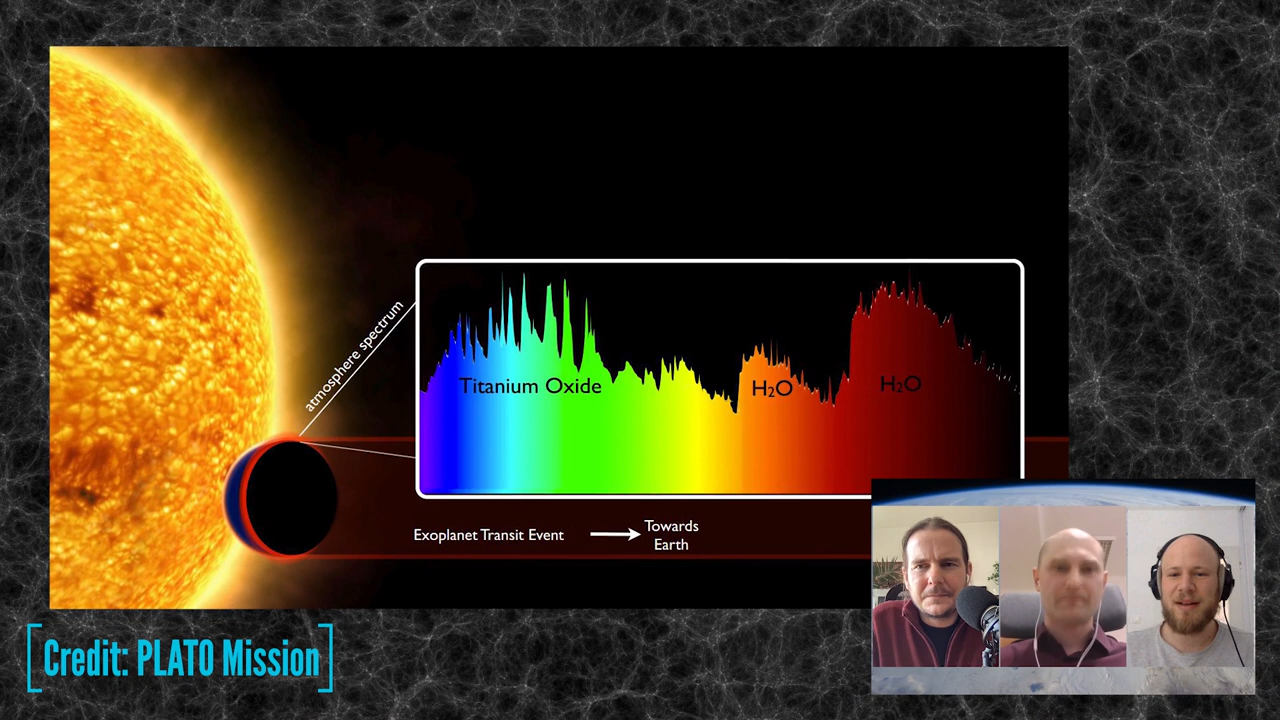 atmosphere spectrum
Titanium Oxide
H₂O
H₂O
Exoplanet Transit Event
Towards
Earth
[Credit: PLATO Mission]